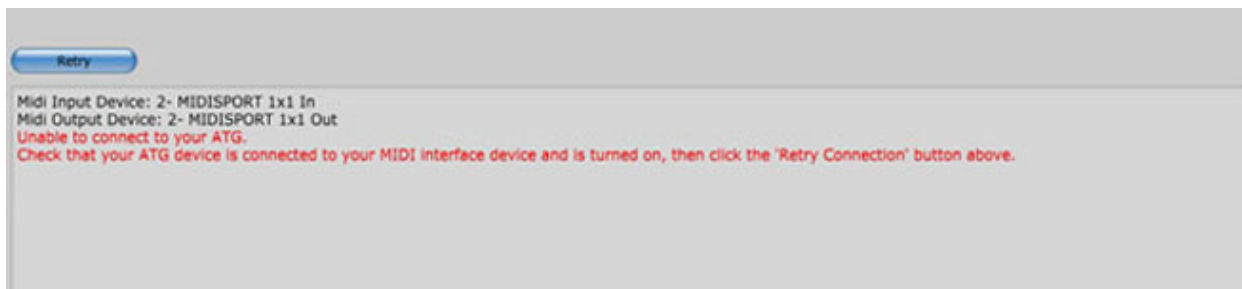 Retry
Midi Input Device: 2- MIDISPORT 1x1 In
Midi Output Device: 2- MIDISPORT 1x1 Out
Unable to connect to your ATG.
Check that your ATG device is connected to your MIDI interface device and is turned on, then click the 'Retry Connection' button above.